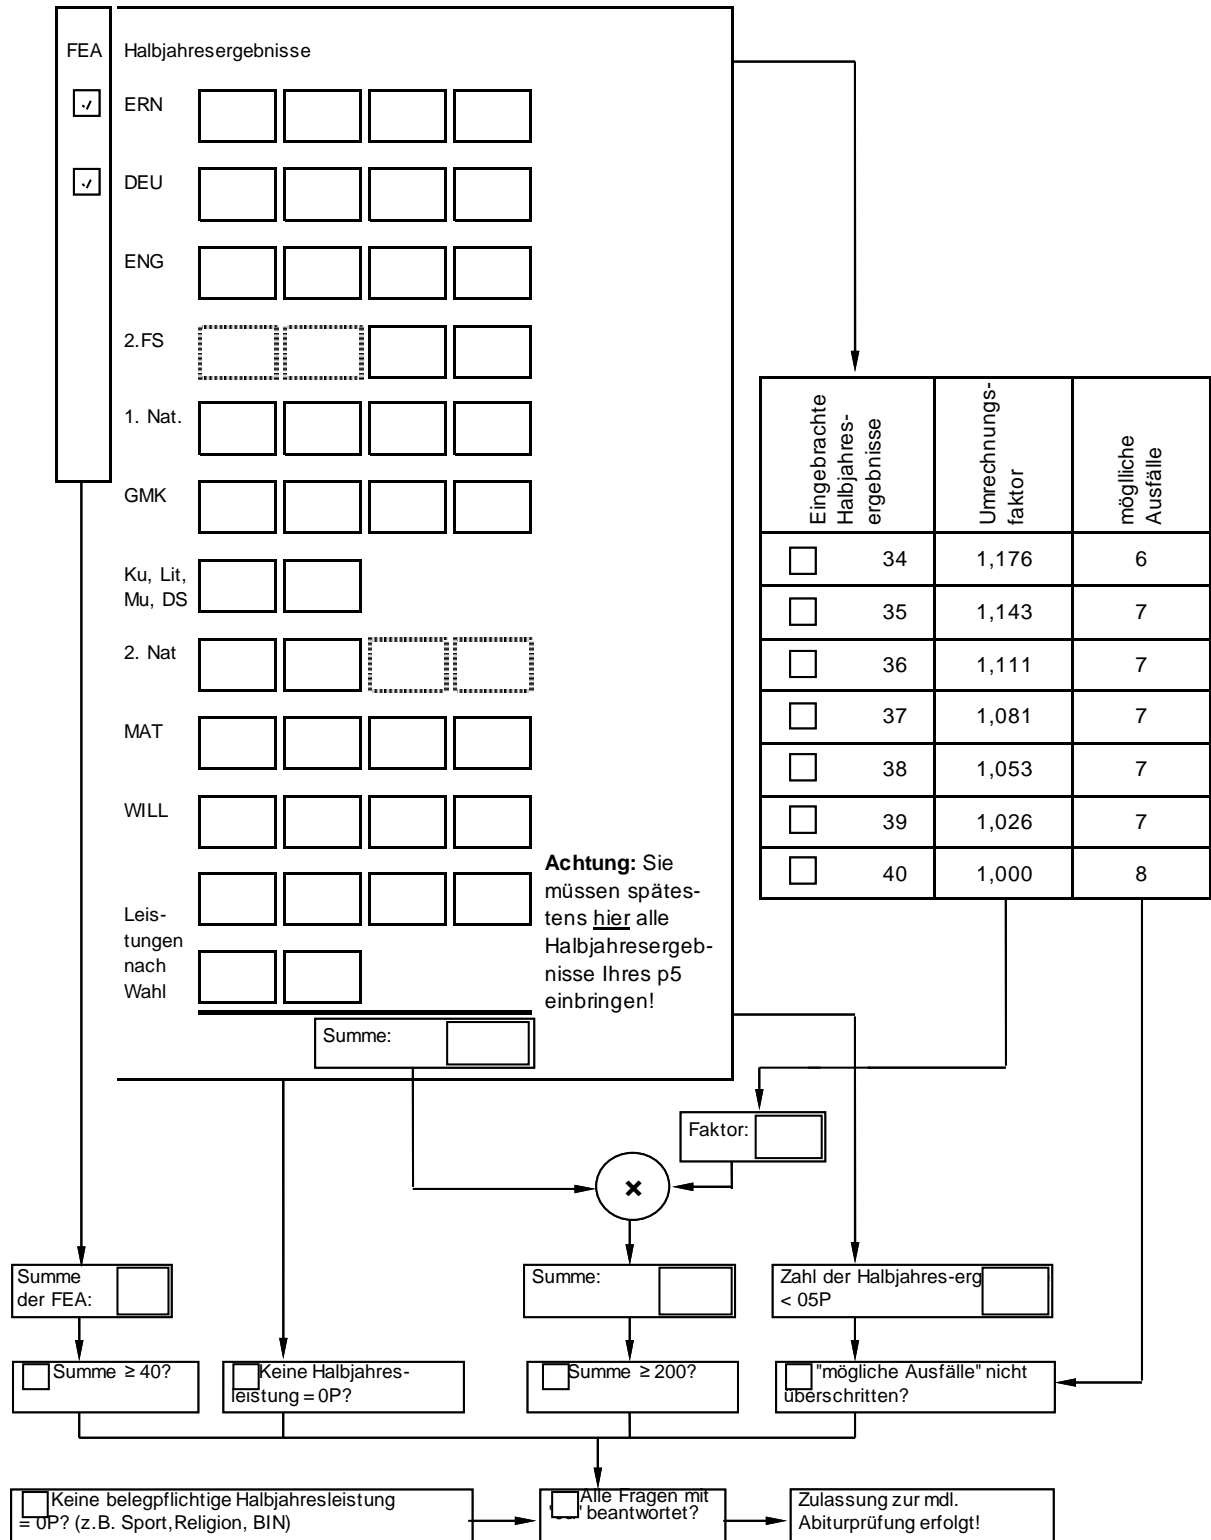 FEA Halbjahresergebnisse
ERN
DEU
ENG
2.FS
1. Nat.
GMK
Ku, Lit,
Mu, DS
2. Nat
MAT
WILL
Leis-
tungen
nach
Wahl
Achtung: Sie
müssen spätes-
tens hier alle
Halbjahresergeb-
nisse Ihres p5
einbringen!
Summe:
Eingebrachte
Halbjahres-
ergebnisse
Umrechnungs-
faktor
möglliche
Ausfälle
34 1,176 6
35 1,143 7
36 1,111 7
37 1,081 7
38 1,053 7
39 1,026 7
40 1,000 8
Faktor:
×
Summe
der FEA:
Summe:
Zahl der Halbjahres-erg
< 05P
Summe ≥ 40?
Keine Halbjahres-
leistung = 0P?
Summe ≥ 200?
"mögliche Ausfälle" nicht
überschritten?
Keine belegpflichtige Halbjahresleistung
= 0P? (z.B. Sport,Religion, BIN)
Alle Fragen mit
beantwortet?
Zulassung zur mdl.
Abiturprüfung erfolgt!